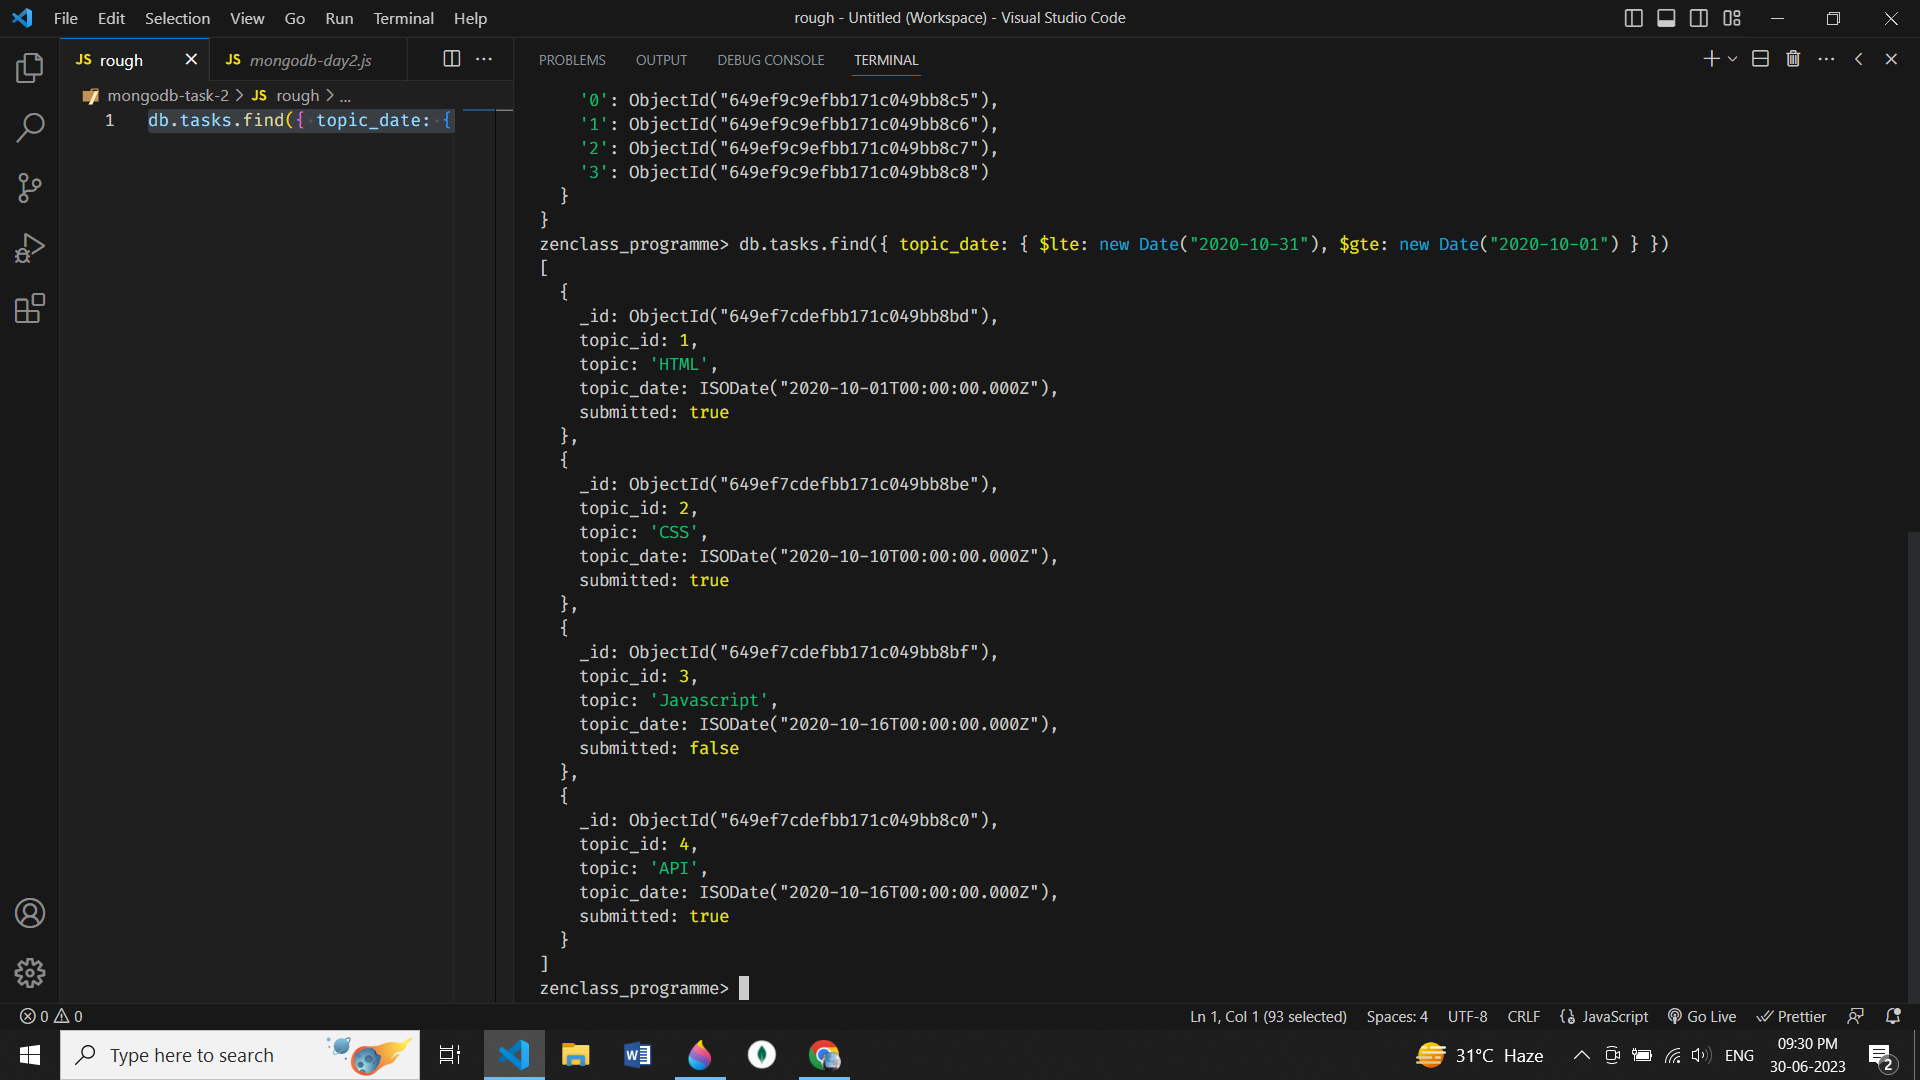 File Edit Selection View Go Run Terminal Help
rough - Untitled (Workspace) - Visual Studio Code
JS rough
JS mongodb-day2.js
mongodb-task-2 > JS rough > ...
1 db.tasks.find({ topic_date: {
PROBLEMS OUTPUT DEBUG CONSOLE TERMINAL
'0': ObjectId("649ef9c9efbb171c049bb8c5"),
'1': ObjectId("649ef9c9efbb171c049bb8c6"),
'2': ObjectId("649ef9c9efbb171c049bb8c7"),
'3': ObjectId("649ef9c9efbb171c049bb8c8")
}
}
zenclass_programme> db.tasks.find({ topic_date: { $lte: new Date("2020-10-31"), $gte: new Date("2020-10-01") } })
[
{
_id: ObjectId("649ef7cdefbb171c049bb8bd"),
topic_id: 1,
topic: 'HTML',
topic_date: ISODate("2020-10-01T00:00:00.000Z"),
submitted: true
},
{
_id: ObjectId("649ef7cdefbb171c049bb8be"),
topic_id: 2,
topic: 'CSS',
topic_date: ISODate("2020-10-10T00:00:00.000Z"),
submitted: true
},
{
_id: ObjectId("649ef7cdefbb171c049bb8bf"),
topic_id: 3,
topic: 'Javascript',
topic_date: ISODate("2020-10-16T00:00:00.000Z"),
submitted: false
},
{
_id: ObjectId("649ef7cdefbb171c049bb8c0"),
topic_id: 4,
topic: 'API',
topic_date: ISODate("2020-10-16T00:00:00.000Z"),
submitted: true
}
]
zenclass_programme>
0 0
Ln 1, Col 1 (93 selected) Spaces: 4 UTF-8 CRLF JavaScript Go Live Prettier
Type here to search
31°C Haze
ENG
09:30 PM
30-06-2023
2